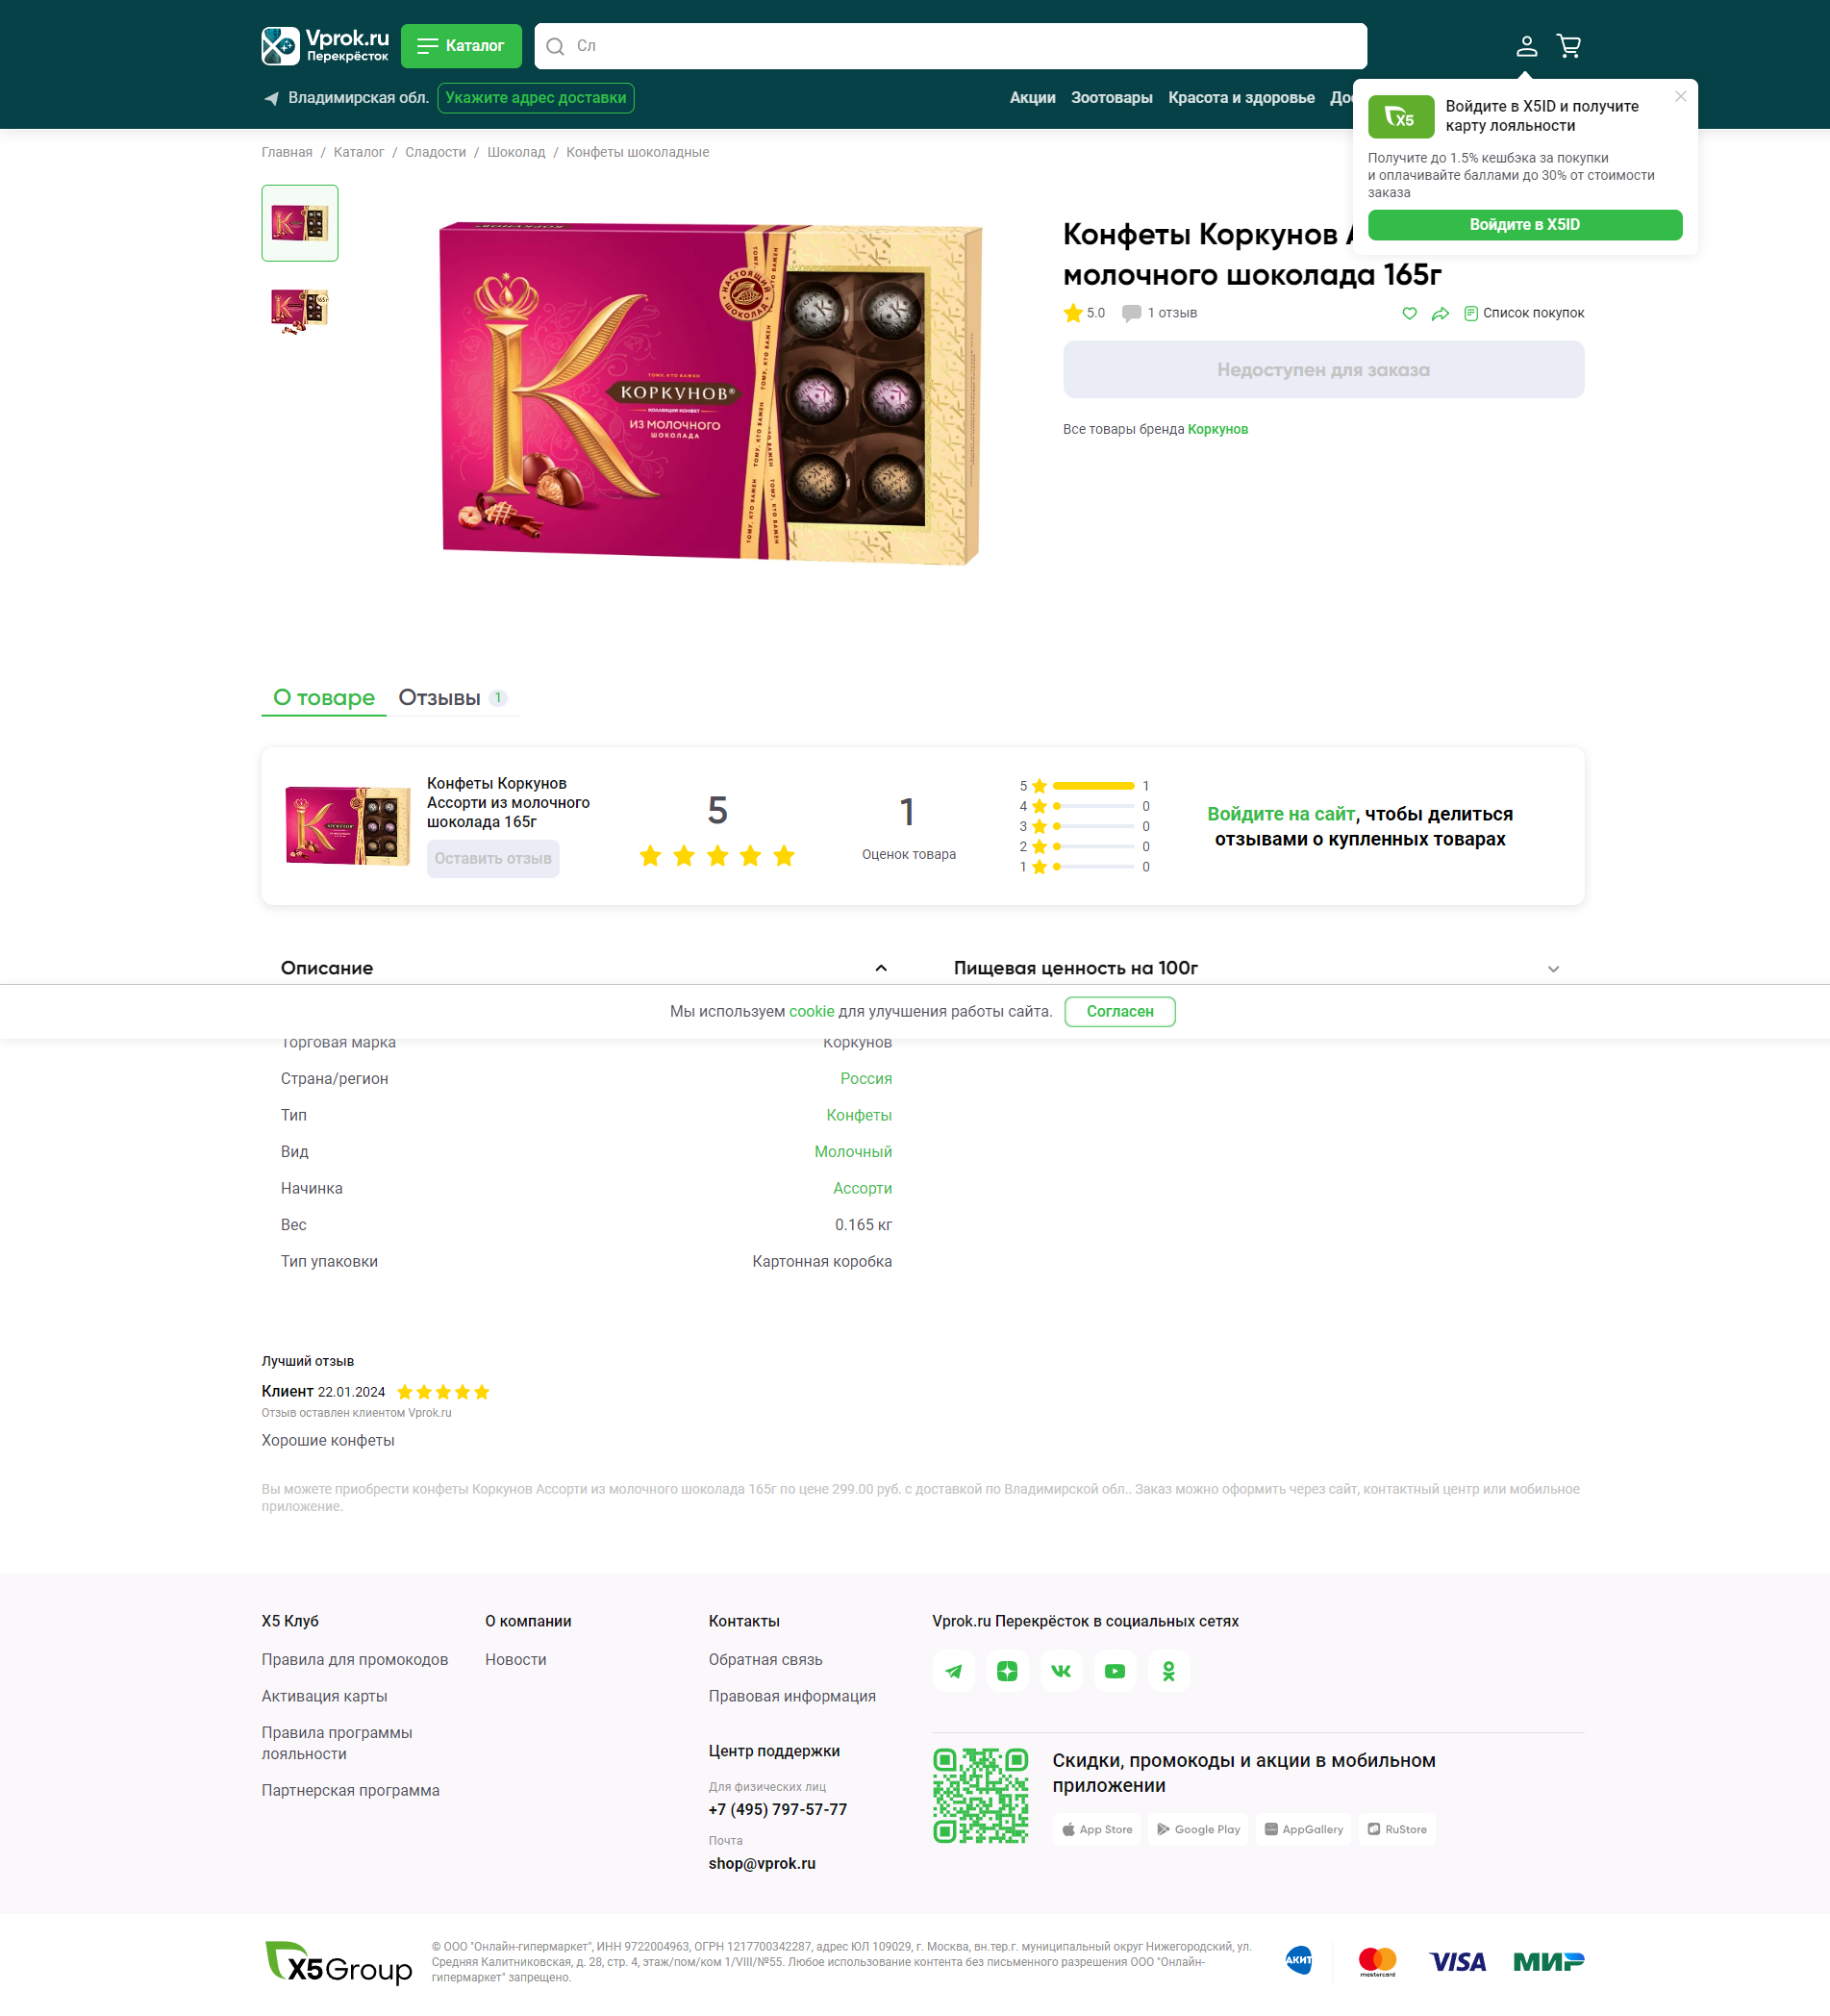 Vprok.ru
Перекрёсток
Каталог
Сл
Владимирская обл.
Укажите адрес доставки
Акции Зоотовары Красота и здоровье
Войдите в X5ID и получите
карту лояльности
X5
Получите до 1.5% кешбэка за покупки
и оплачивайте баллами до 30% от стоимости
заказа
Войдите в X5ID
Главная / Каталог / Сладости / Шоколад / Конфеты шоколадные
Конфеты Коркунов
молочного шоколада 165г
5.0
1 отзыв
Список покупок
Недоступен для заказа
Все товары бренда Коркунов
НАСТОЯЩИЙ
ШОКОЛАД
ТОМУ, КТО ВАЖЕН
КОРКУНОВ®
КОЛЛЕКЦИЯ КОНФЕТ
ИЗ МОЛОЧНОГО
ШОКОЛАДА
О товаре
Отзывы 1
Конфеты Коркунов
Ассорти из молочного
шоколада 165г
Оставить отзыв
5
1
Оценок товара
5 1
4 0
3 0
2 0
1 0
Войдите на сайт, чтобы делиться
отзывами о купленных товарах
Описание
Пищевая ценность на 100г
Мы используем cookie для улучшения работы сайта.
Согласен
Торговая марка Коркунов
Страна/регион Россия
Тип Конфеты
Вид Молочный
Начинка Ассорти
Вес 0.165 кг
Тип упаковки Картонная коробка
Лучший отзыв
Клиент 22.01.2024
Отзыв оставлен клиентом Vprok.ru
Хорошие конфеты
Вы можете приобрести конфеты Коркунов Ассорти из молочного шоколада 165г по цене 299.00 руб. с доставкой по Владимирской обл.. Заказ можно оформить через сайт, контактный центр или мобильное
приложение.
X5 Клуб
Правила для промокодов
Активация карты
Правила программы
лояльности
Партнерская программа
О компании
Новости
Контакты
Обратная связь
Правовая информация
Центр поддержки
Для физических лиц
+7 (495) 797-57-77
Почта
shop@vprok.ru
Vprok.ru Перекрёсток в социальных сетях
Скидки, промокоды и акции в мобильном
приложении
App Store
Google Play
AppGallery
RuStore
X5Group
© ООО "Онлайн-гипермаркет", ИНН 9722004963, ОГРН 1217700342287, адрес ЮЛ 109029, г. Москва, вн.тер.г. муниципальный округ Нижегородский, ул.
Средняя Калитниковская, д. 28, стр. 4, этаж/пом/ком 1/VIII/№55. Любое использование контента без письменного разрешения ООО "Онлайн-
гипермаркет" запрещено.
АКИТ
mastercard
VISA
МИР